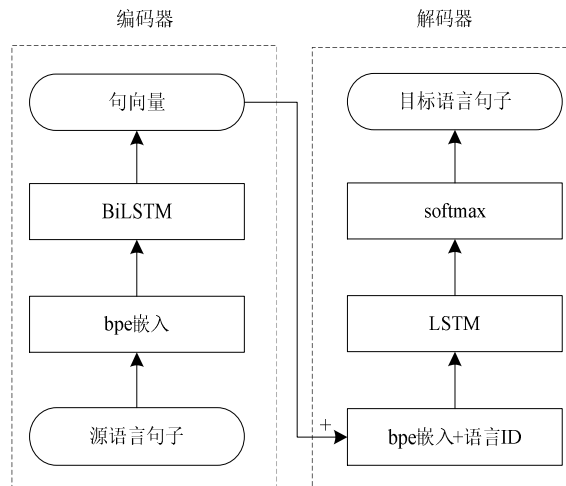 编码器
解码器
句向量
BiLSTM
bpe嵌入
源语言句子
目标语言句子
softmax
LSTM
+
bpe嵌入+语言ID